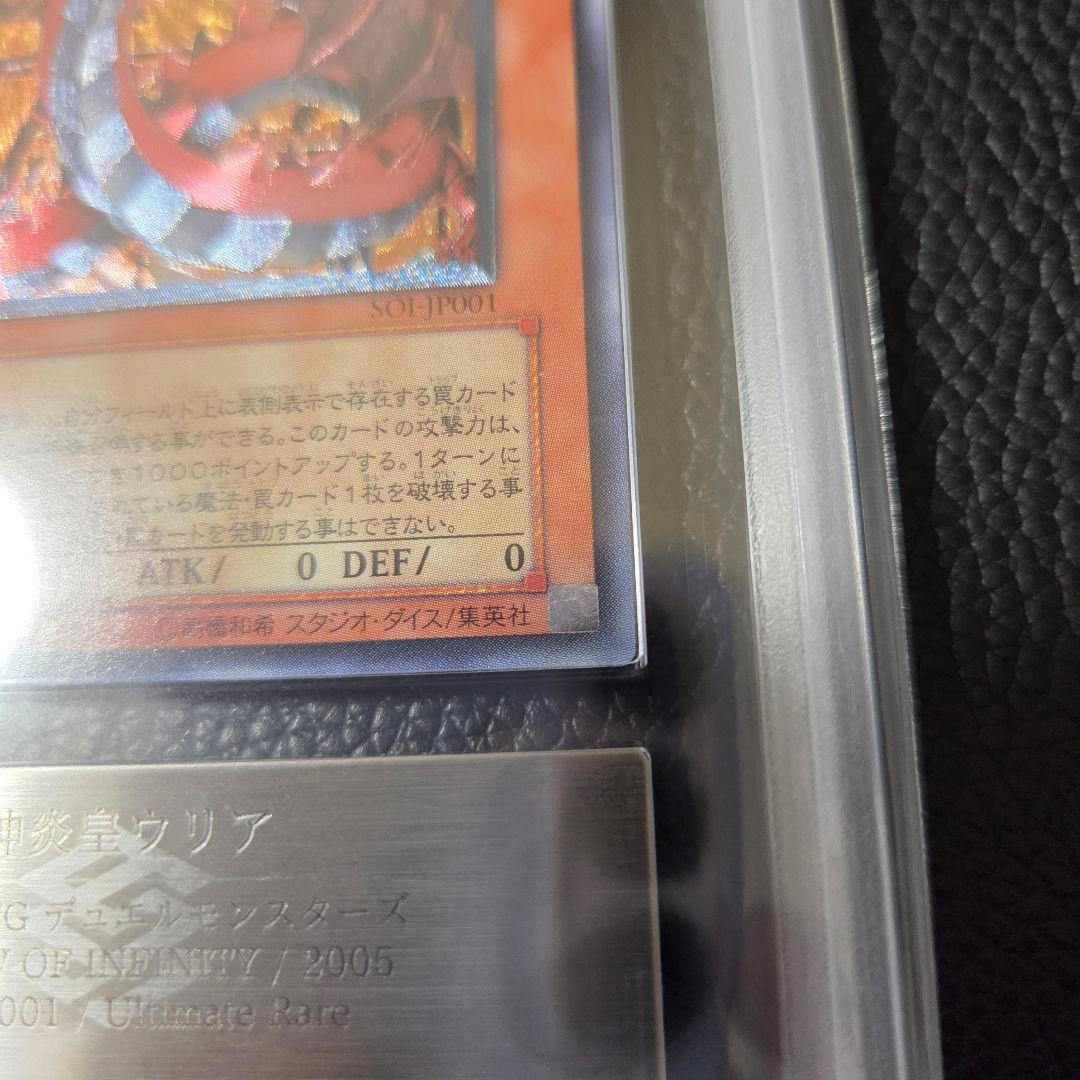 SOI-JP001
自分フィールド上に表側表示で存在する罠カード
召喚する事ができる。このカードの攻撃力は、
1000ポイントアップする。1ターンに
れている魔法・罠カード1枚を破壊する事
カードを発動する事はできない。
ATK/ 0 DEF/ 0
©高橋和希 スタジオ・ダイス/集英社
神炎皇ウリア
G デュエルモンスターズ
OF INFINITY / 2005
001 / Ultimate Rare